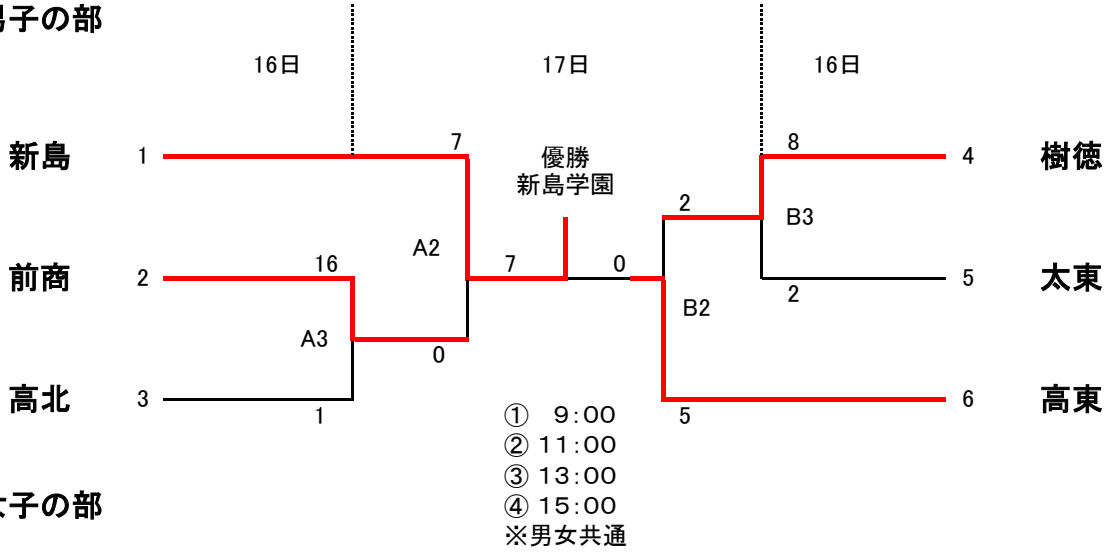 男子の部
16日 17日 16日
新島 1 7 優勝 8 4 樹徳
新島学園
2 B3
A2
前商 2 16 7 0 5 太東
2
B2
A3
0
高北 3 6 高東
1 5
① 9:00
② 11:00
③ 13:00
④ 15:00
女子の部
※男女共通